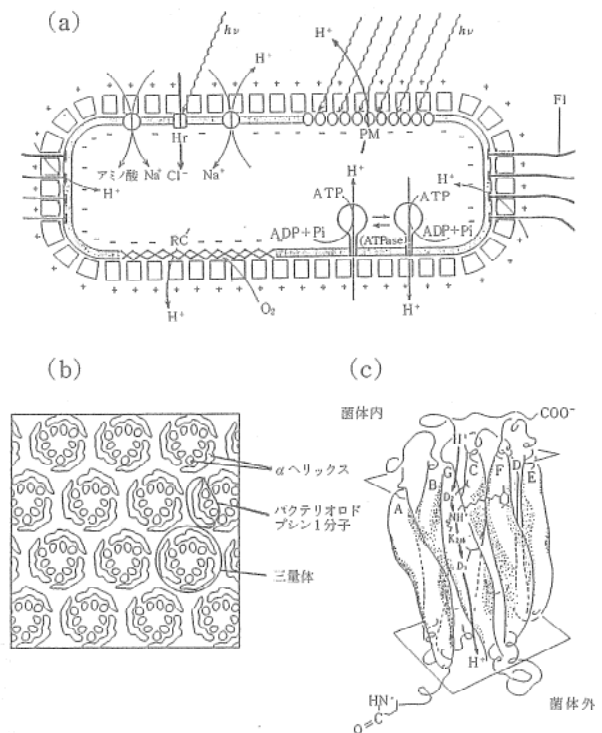 (a)
hν
H⁺
hν
H⁺
Fl
Hr
PM
アミノ酸 Na⁺ Cl⁻ Na⁺
H⁺
H⁺
H⁺
ATP
ATP
RC
ADP+Pi
(ATPase)
ADP+Pi
H⁺
O₂
H⁺
(b)
(c)
菌体内
COO⁻
H⁺
αヘリックス
バクテリオロド
プシン1分子
三量体
A
B
G
C
F
D
E
D
NH
K
D
H⁺
HN⁺
O=C
菌体外